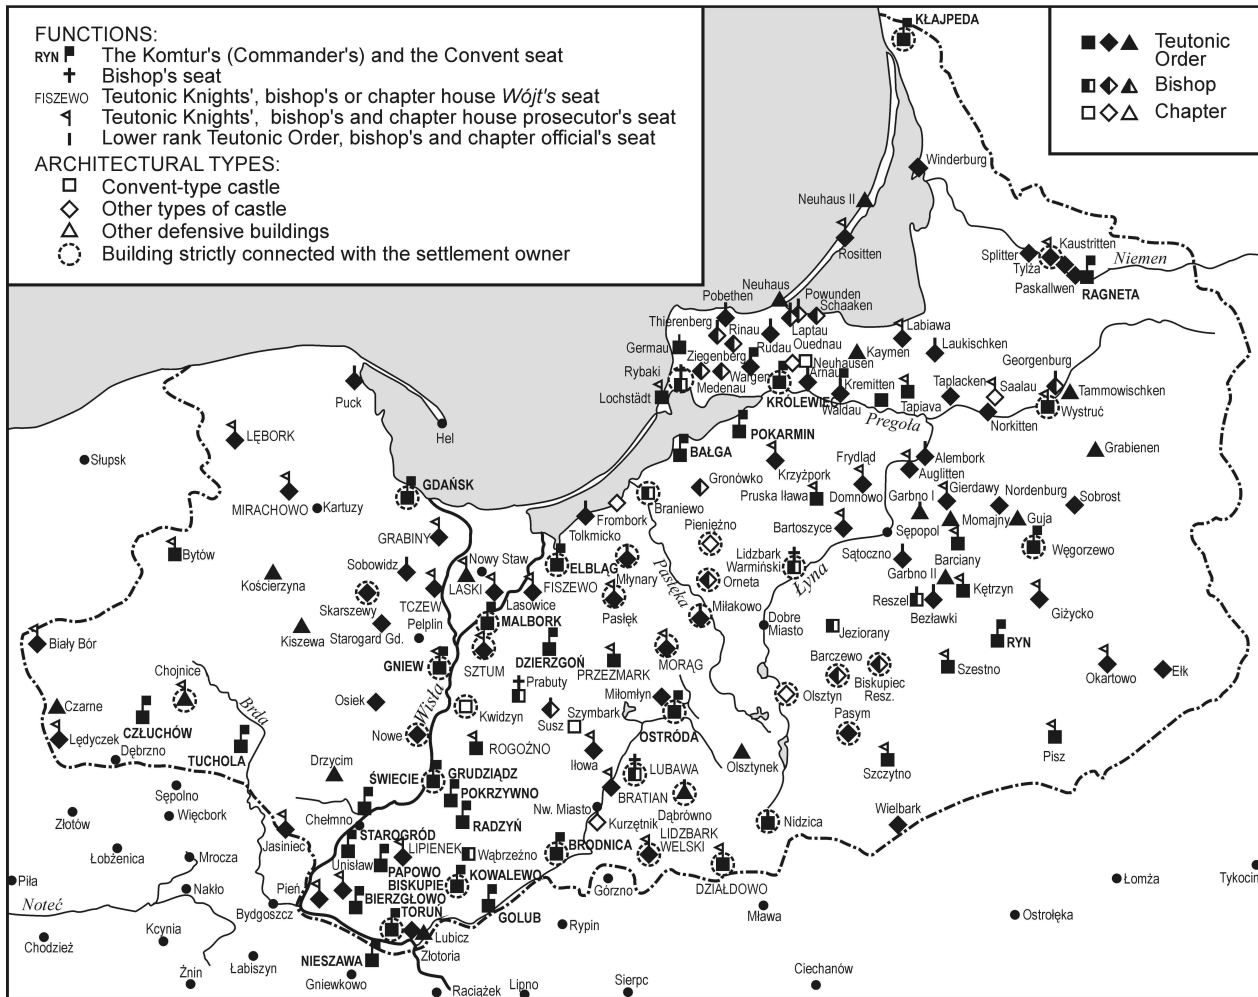 FUNCTIONS:
RYN The Komtur's (Commander's) and the Convent seat
Bishop's seat
FISZEWO Teutonic Knights', bishop's or chapter house Wójt's seat
Teutonic Knights', bishop's and chapter house prosecutor's seat
Lower rank Teutonic Order, bishop's and chapter official's seat
ARCHITECTURAL TYPES:
Convent-type castle
Other types of castle
Other defensive buildings
Building strictly connected with the settlement owner
Teutonic
Order
Bishop
Chapter
KŁAJPEDA
Winderburg
Neuhaus II
Rositten
Kaustritten
Splitter
Tylża
Niemen
Paskallwen
RAGNETA
Neuhaus
Pobethen
Powunden
Schaaken
Thierenberg
Rinau
Laptau
Labiawa
Germau
Rudau
Ouednau
Laukischken
Ziegenberg
Neuhausen
Kaymen
Georgenburg
Rybaki
Medenau
Wargen
Arnau
Kremitten
Taplacken
Saalau
Tammowischken
Lochstädt
KRÓLEWIEC
Waldau
Tapiava
Wystruć
Norkitten
Pregoła
Puck
Hel
POKARMIN
BAŁGA
LĘBORK
Słupsk
Grabienen
Gronówko
Krzyżpork
Frydląd
Alembork
Auglitten
GDAŃSK
MIRACHOWO
Kartuzy
Braniewo
Pruska Iława
Domnowo
Garbno I
Gierdawy
Nordenburg
Sobrost
Frombork
Tolkmicko
Pieniężno
Bartoszyce
Sępopol
Momajny
Guja
GRABINY
Bytów
Sątoczno
Barciany
Węgorzewo
Sobowidz
Nowy Staw
ELBLĄG
Lidzbark
Warmiński
Łyna
Garbno II
Kościerzyna
ŁASKI
FISZEWO
Młynary
Pasłęka
Orneta
Kętrzyn
Skarszewy
TCZEW
Lasowice
Reszel
Bezławki
Giżycko
Kiszewa
Starogard Gd.
Pelplin
MALBORK
Pasłęk
Miłakowo
Dobre
Miasto
Jeziorany
RYN
Biały Bór
DZIERZGOŃ
Barczewo
GNIEW
SZTUM
PRZEZMARK
MORĄG
Biskupiec
Resz.
Szestno
Okartowo
Ełk
Chojnice
Prabuty
Olsztyn
Czarne
Brda
Osiek
Wisła
Kwidzyn
Susz
Szymbark
Miłomłyn
Pasym
CZŁUCHÓW
Lędyczek
Nowe
OSTRÓDA
Dębrzno
TUCHOLA
ROGOŹNO
Iłowa
Olsztynek
Szczytno
Pisz
Drzycim
ŚWIECIE
GRUDZIĄDZ
LUBAWA
Sępolno
POKRZYWNO
BRATIAN
Dąbrówno
Złotów
Więcbork
Chełmno
Nw. Miasto
RADZYŃ
Kurzętnik
Nidzica
Wielbark
Jasiniec
STAROGRÓD
LIPIENEK
LIDZBARK
WELSKI
Łobżenica
Mrocza
Unisław
PAPOWO
BISKUPIE
Wąbrzeźno
BRODNICA
KOWALEWO
Piła
Nakło
Pień
BIERZGŁOWO
Górzno
DZIAŁDOWO
Łomża
Tykocin
Noteć
Bydgoszcz
TORUŃ
GOLUB
Mława
Ostrołęka
Chodzież
Kcynia
Rypin
Lubicz
Złotoria
Żnin
Łabiszyn
NIESZAWA
Gniewkowo
Raciążek
Lipno
Sierpc
Ciechanów